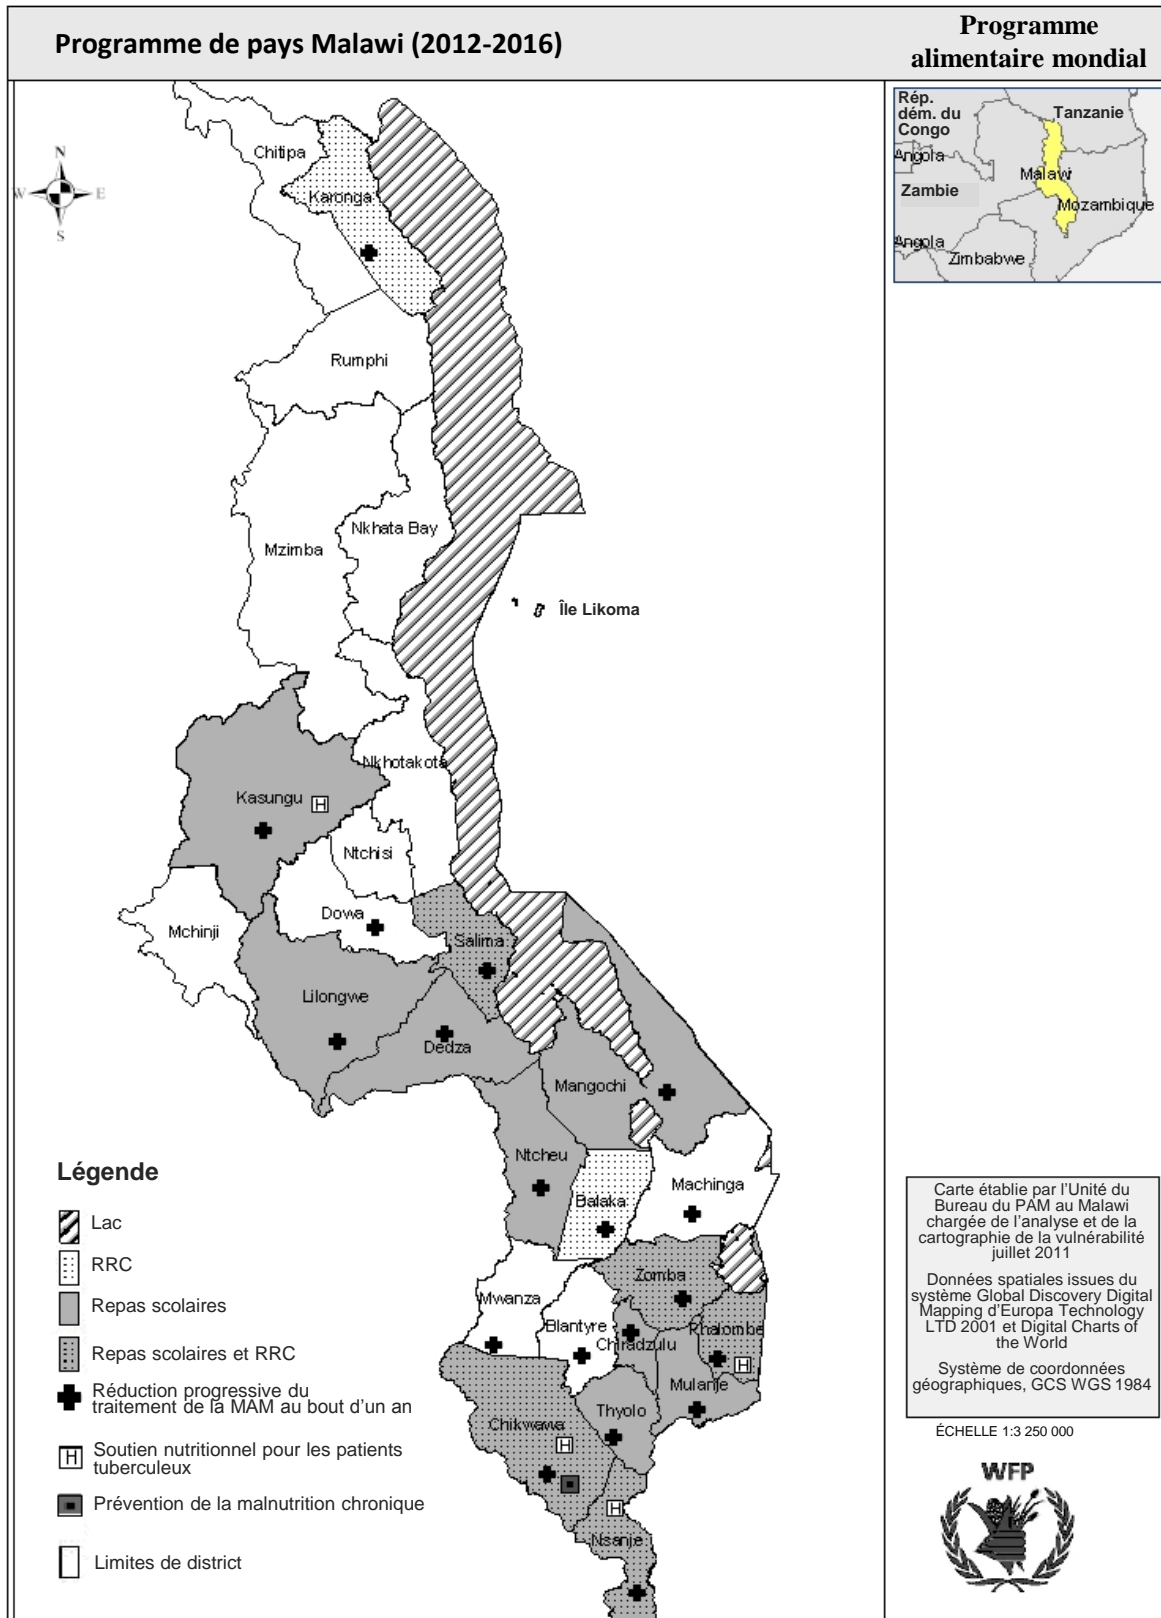 Programme de pays Malawi (2012-2016)
Programme
alimentaire mondial
Rép.
dém. du
Congo
Tanzanie
Angola
Malawi
Zambie
Mozambique
Angola
Zimbabwe
N
W
E
S
Chitipa
Karonga
Rumphi
Nkhata Bay
Mzimba
Île Likoma
Nkhotakota
Kasungu
H
Ntchisi
Dowa
Mchinji
Salima
Lilongwe
Dedza
Mangochi
Ntcheu
Balaka
Machinga
Zomba
Mwanza
Blantyre
Chiradzulu
Phalombe
H
Mulanje
Thyolo
Chikwawa
H
H
Nsanje
Légende
Lac
RRC
Repas scolaires
Repas scolaires et RRC
Réduction progressive du
traitement de la MAM au bout d'un an
H
Soutien nutritionnel pour les patients
tuberculeux
Prévention de la malnutrition chronique
Limites de district
Carte établie par l'Unité du
Bureau du PAM au Malawi
chargée de l'analyse et de la
cartographie de la vulnérabilité
juillet 2011
Données spatiales issues du
système Global Discovery Digital
Mapping d'Europa Technology
LTD 2001 et Digital Charts of
the World
Système de coordonnées
géographiques, GCS WGS 1984
ÉCHELLE 1:3 250 000
WFP